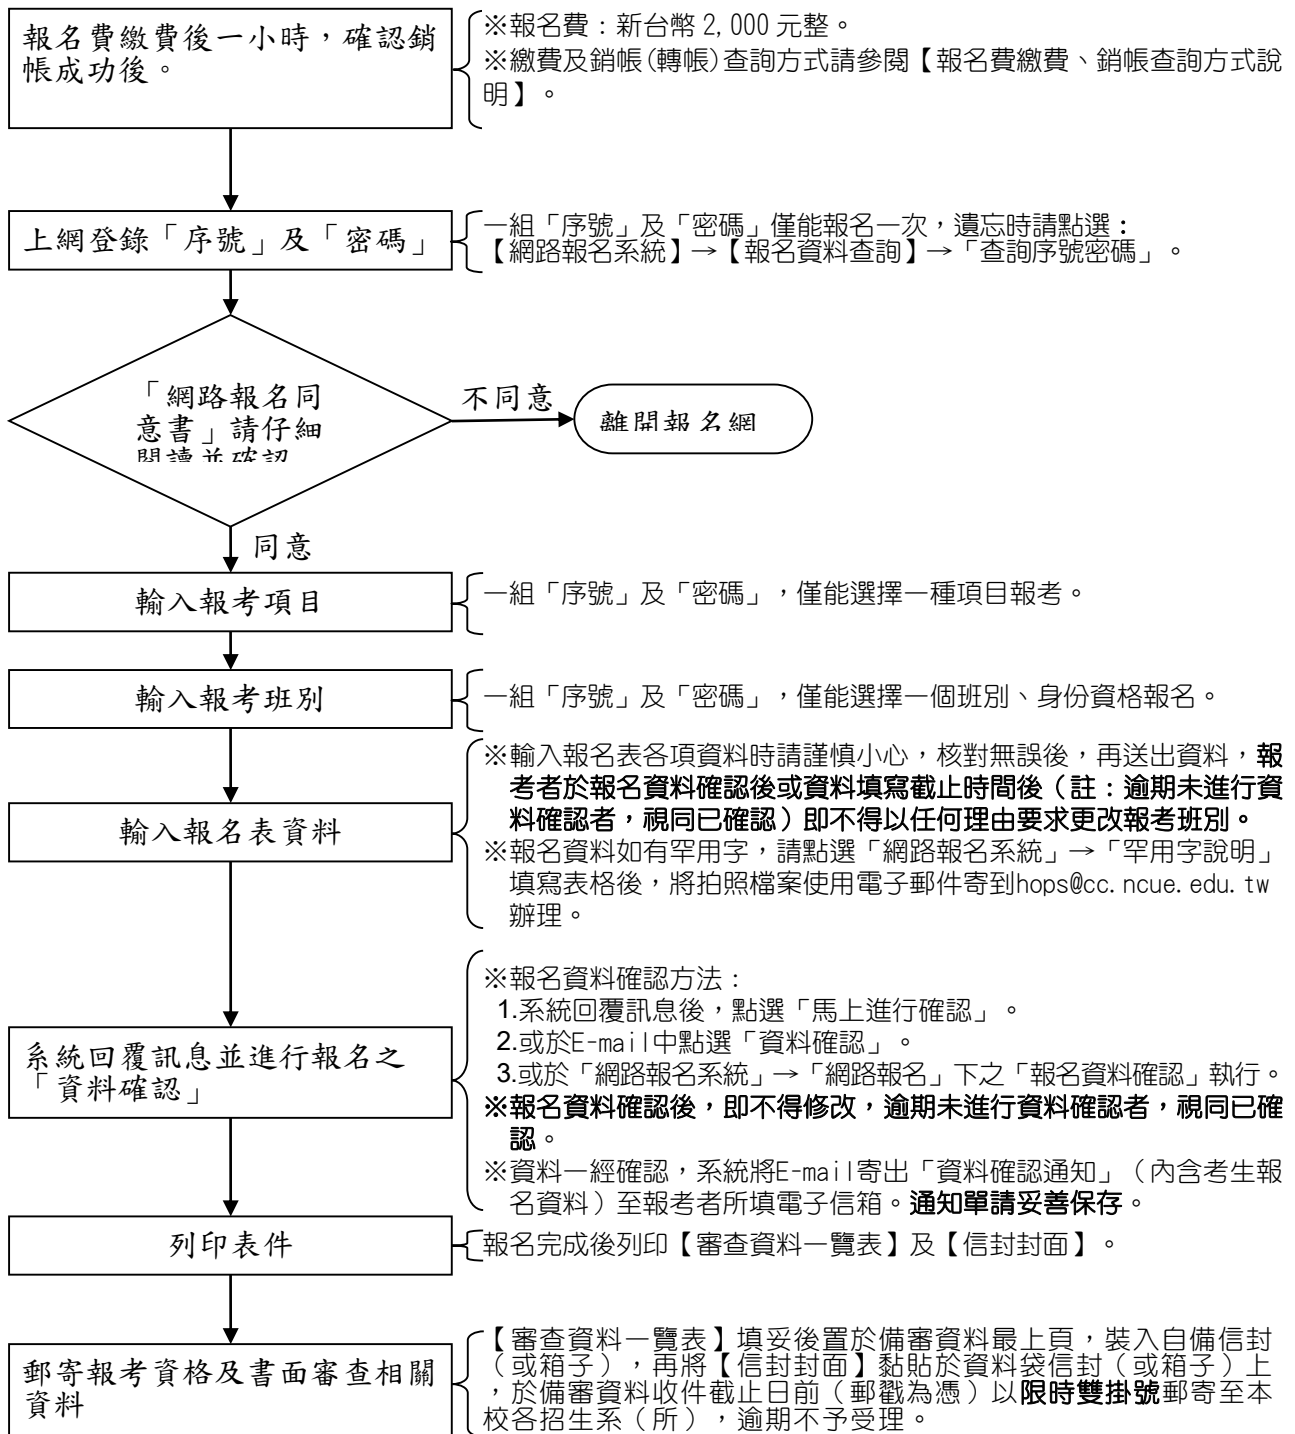 報名費繳費後一小時，確認銷
帳成功後。
※報名費：新台幣 2,000 元整。
※繳費及銷帳(轉帳)查詢方式請參閱【報名費繳費、銷帳查詢方式說
明】。
上網登錄「序號」及「密碼」
一組「序號」及「密碼」僅能報名一次，遺忘時請點選：
【網路報名系統】→【報名資料查詢】→「查詢序號密碼」。
「網路報名同
意書」請仔細
閱讀並確認
不同意
離開報名網
同意
輸入報考項目
一組「序號」及「密碼」，僅能選擇一種項目報考。
輸入報考班別
一組「序號」及「密碼」，僅能選擇一個班別、身份資格報名。
輸入報名表資料
※輸入報名表各項資料時請謹慎小心，核對無誤後，再送出資料，報
考者於報名資料確認後或資料填寫截止時間後（註：逾期未進行資
料確認者，視同已確認）即不得以任何理由要求更改報考班別。
※報名資料如有罕用字，請點選「網路報名系統」→「罕用字說明」
填寫表格後，將拍照檔案使用電子郵件寄到hops@cc.ncue.edu.tw
辦理。
系統回覆訊息並進行報名之
「資料確認」
※報名資料確認方法：
1.系統回覆訊息後，點選「馬上進行確認」。
2.或於E-mail中點選「資料確認」。
3.或於「網路報名系統」→「網路報名」下之「報名資料確認」執行。
※報名資料確認後，即不得修改，逾期未進行資料確認者，視同已確
認。
※資料一經確認，系統將E-mail寄出「資料確認通知」（內含考生報
名資料）至報考者所填電子信箱。通知單請妥善保存。
列印表件
報名完成後列印【審查資料一覽表】及【信封封面】。
郵寄報考資格及書面審查相關
資料
【審查資料一覽表】填妥後置於備審資料最上頁，裝入自備信封
（或箱子），再將【信封封面】黏貼於資料袋信封（或箱子）上
，於備審資料收件截止日前（郵戳為憑）以限時雙掛號郵寄至本
校各招生系（所），逾期不予受理。